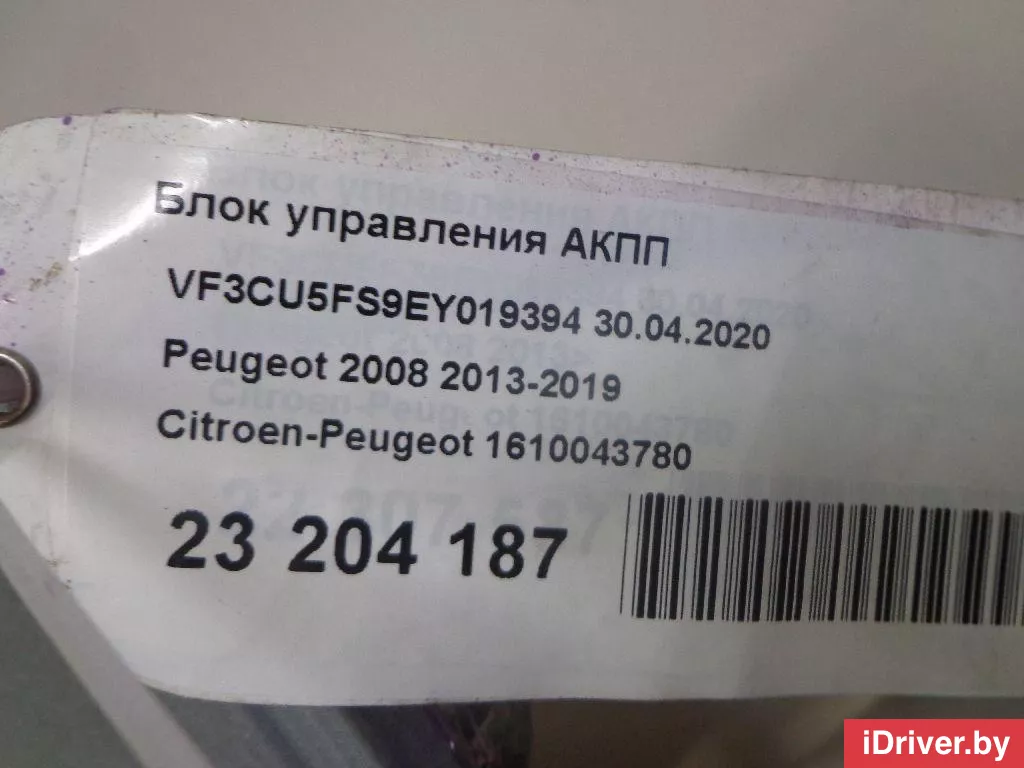 Блок управления АКПП
VF3CU5FS9EY019394 30.04.2020
Peugeot 2008 2013-2019
Citroen-Peugeot 1610043780
23 204 187
iDriver.by